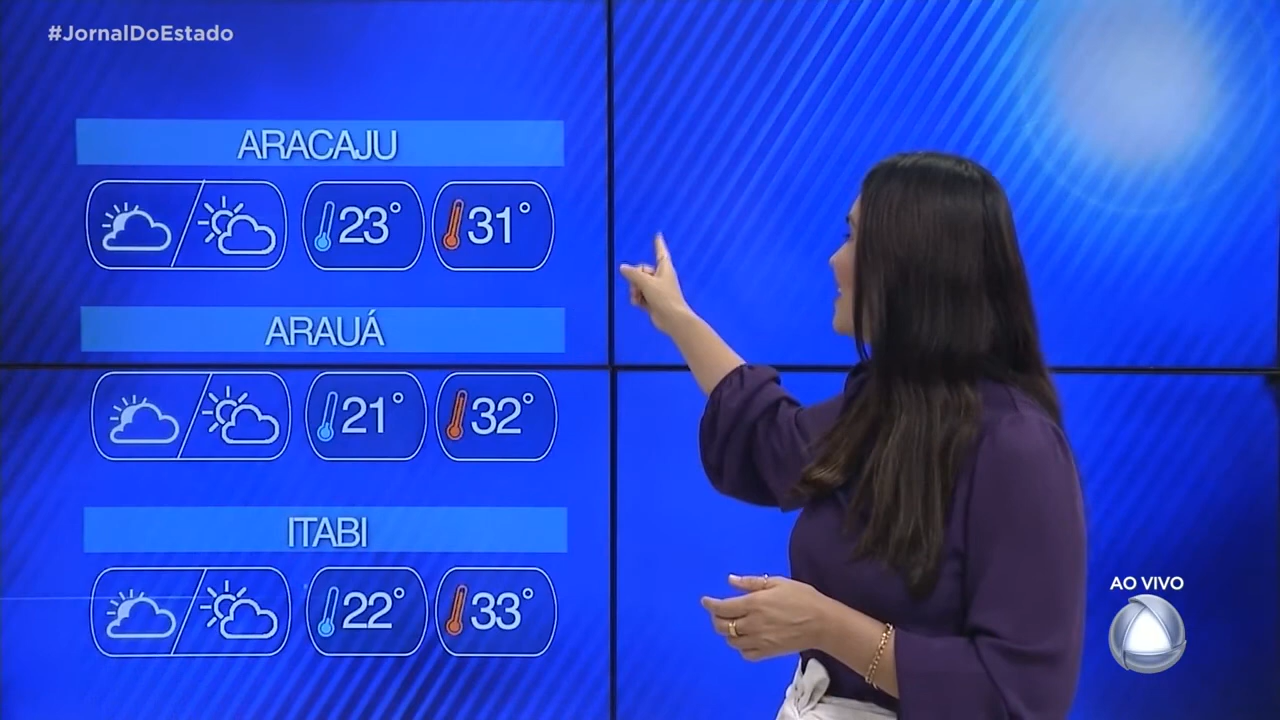 #JornalDoEstado
ARACAJU
23° 31°
ARAUÁ
21° 32°
ITABI
22° 33°
AO VIVO